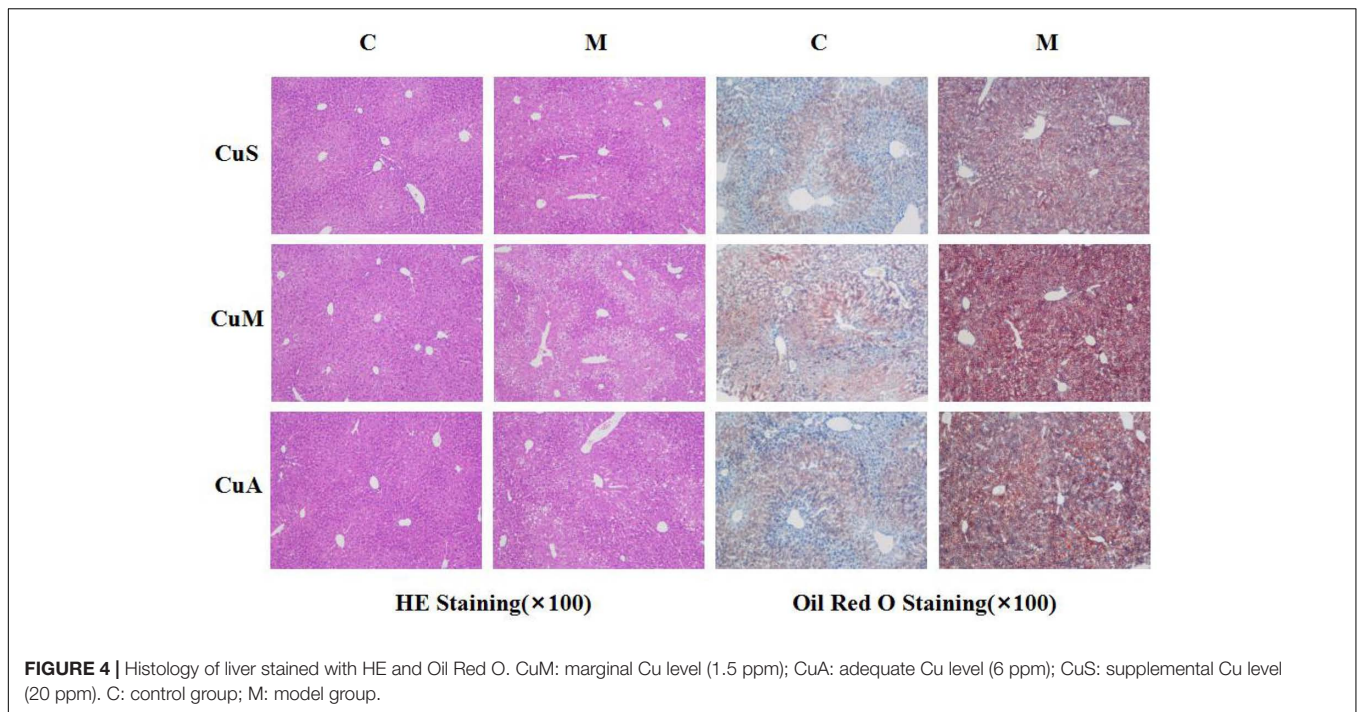 C M C M
CuS
CuM
CuA
HE Staining(×100) Oil Red O Staining(×100)
FIGURE 4 | Histology of liver stained with HE and Oil Red O. CuM: marginal Cu level (1.5 ppm); CuA: adequate Cu level (6 ppm); CuS: supplemental Cu level
(20 ppm). C: control group; M: model group.